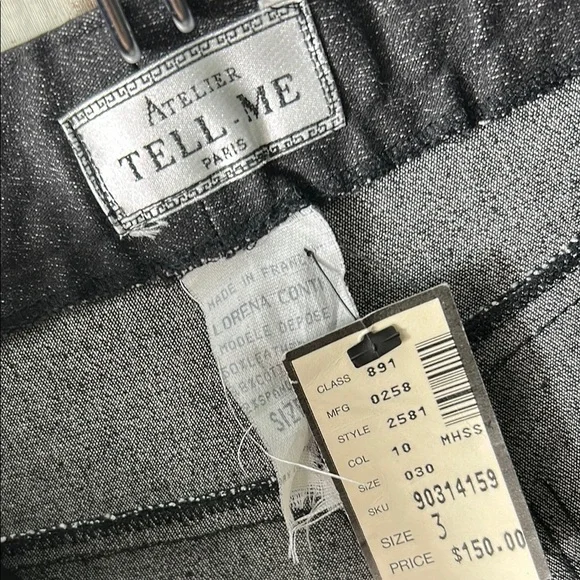 ATELIER
TELL-ME
PARIS
MADE IN FRANCE
LORENA CONTI
MODELE DEPOSE
SIZE
CLASS 891
MFG 0258
STYLE 2581
COL 10
SIZE 030
SKU 90314159
SIZE 3
PRICE $150.00
MHSS